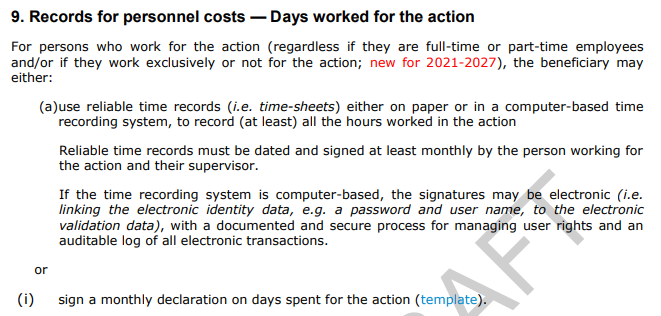 9. Records for personnel costs — Days worked for the action
For persons who work for the action (regardless if they are full-time or part-time employees
and/or if they work exclusively or not for the action; new for 2021-2027), the beneficiary may
either:
(a)use reliable time records (i.e. time-sheets) either on paper or in a computer-based time
recording system, to record (at least) all the hours worked in the action
Reliable time records must be dated and signed at least monthly by the person working for
the action and their supervisor.
If the time recording system is computer-based, the signatures may be electronic (i.e.
linking the electronic identity data, e.g. a password and user name, to the electronic
validation data), with a documented and secure process for managing user rights and an
auditable log of all electronic transactions.
or
(i) sign a monthly declaration on days spent for the action (template).